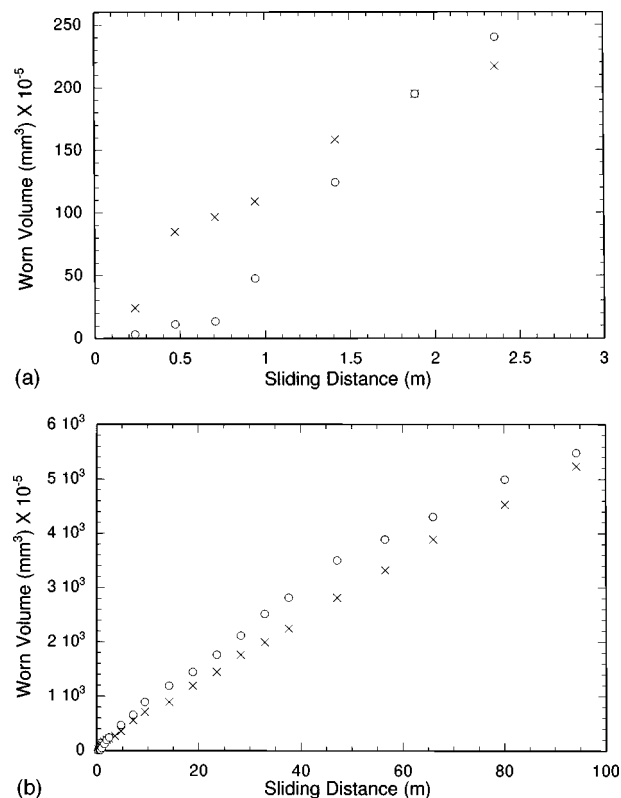 250
200
150
100
50
0
Worn Volume (mm³) X 10⁻⁵
0 0.5 1 1.5 2 2.5 3
(a) Sliding Distance (m)
6 10³
5 10³
4 10³
3 10³
2 10³
1 10³
0
Worn Volume (mm³) X 10⁻⁵
0 20 40 60 80 100
(b) Sliding Distance (m)